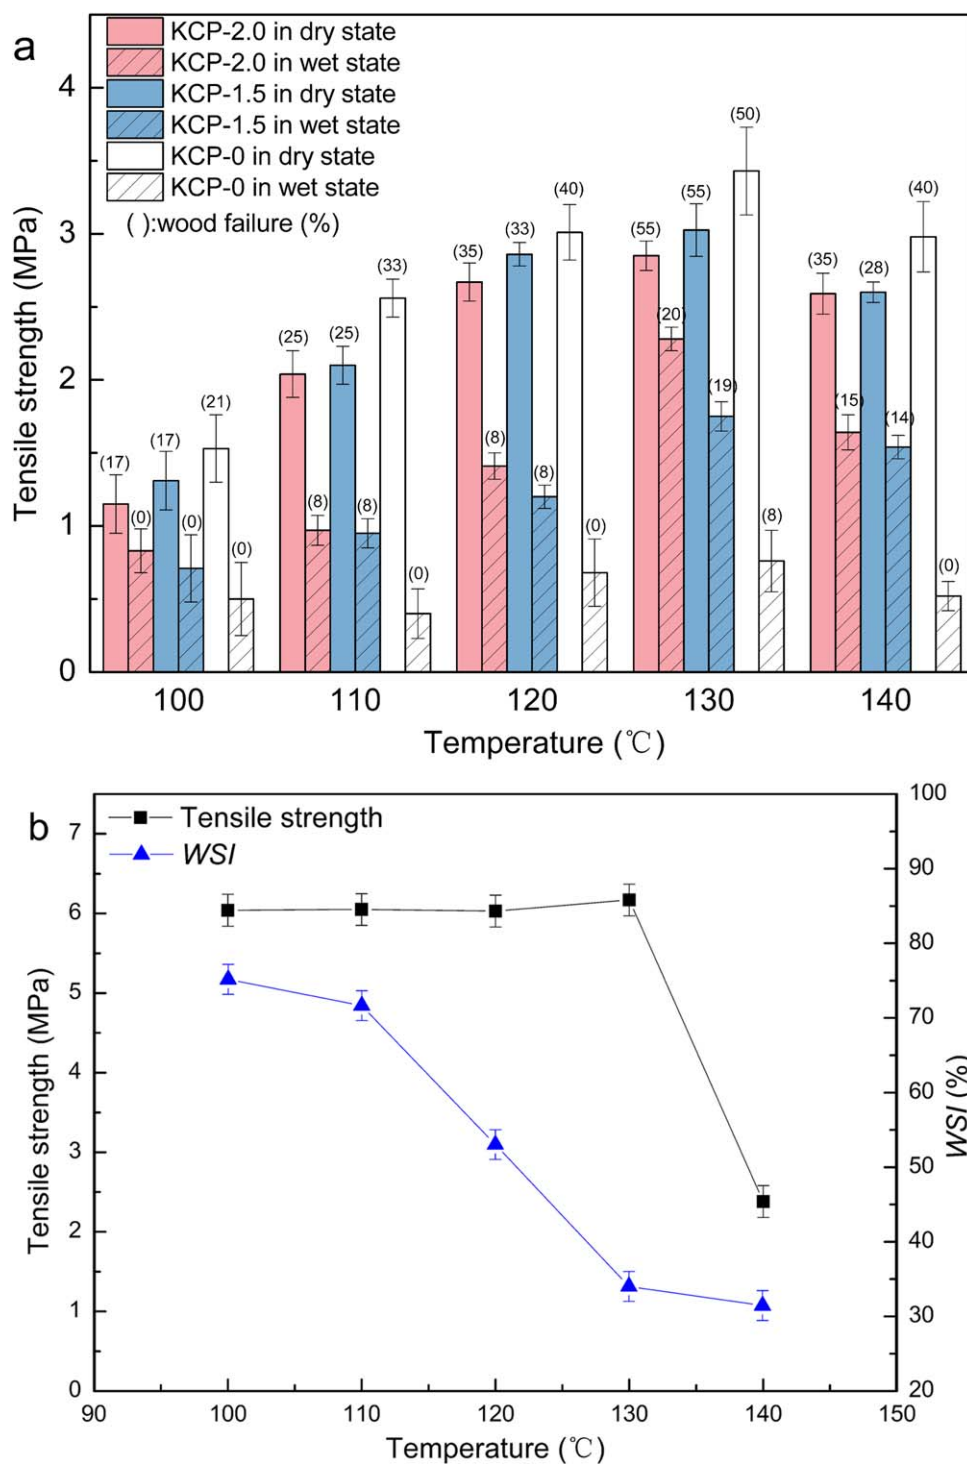 a
KCP-2.0 in dry state
KCP-2.0 in wet state
KCP-1.5 in dry state
KCP-1.5 in wet state
KCP-0 in dry state
KCP-0 in wet state
( ):wood failure (%)
Tensile strength (MPa)
4
3
2
1
0
(17)
(0)
(17)
(0)
(21)
(0)
(25)
(8)
(25)
(8)
(33)
(0)
(35)
(8)
(33)
(8)
(40)
(0)
(55)
(20)
(55)
(19)
(50)
(8)
(35)
(15)
(28)
(14)
(40)
(0)
100 110 120 130 140
Temperature (℃)
b
Tensile strength
WSI
Tensile strength (MPa)
7
6
5
4
3
2
1
0
100
90
80
70
60
50
40
30
20
WSI (%)
90 100 110 120 130 140 150
Temperature (℃)